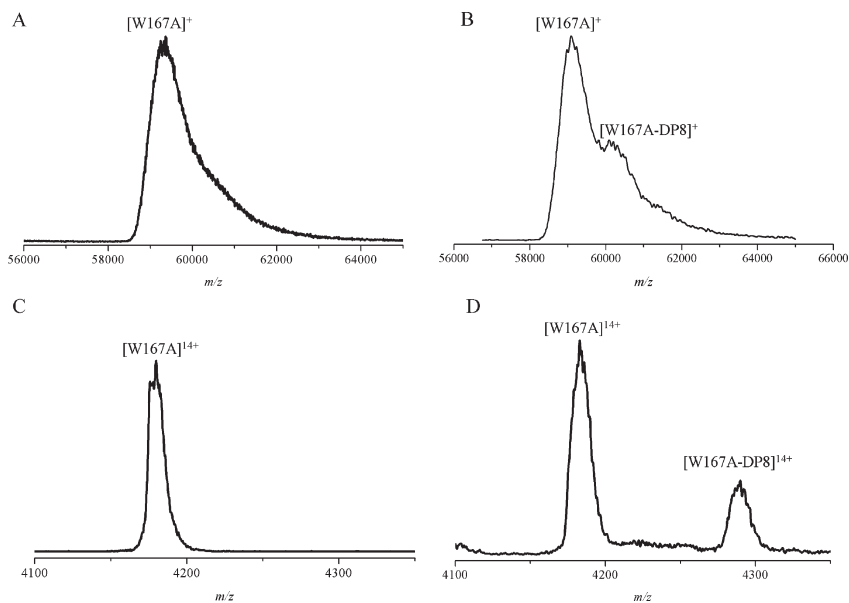 A
[W167A]⁺
56000 58000 60000 62000 64000
m/z
B
[W167A]⁺
[W167A-DP8]⁺
56000 58000 60000 62000 64000 66000
m/z
C
[W167A]¹⁴⁺
4100 4200 4300
m/z
D
[W167A]¹⁴⁺
[W167A-DP8]¹⁴⁺
4100 4200 4300
m/z